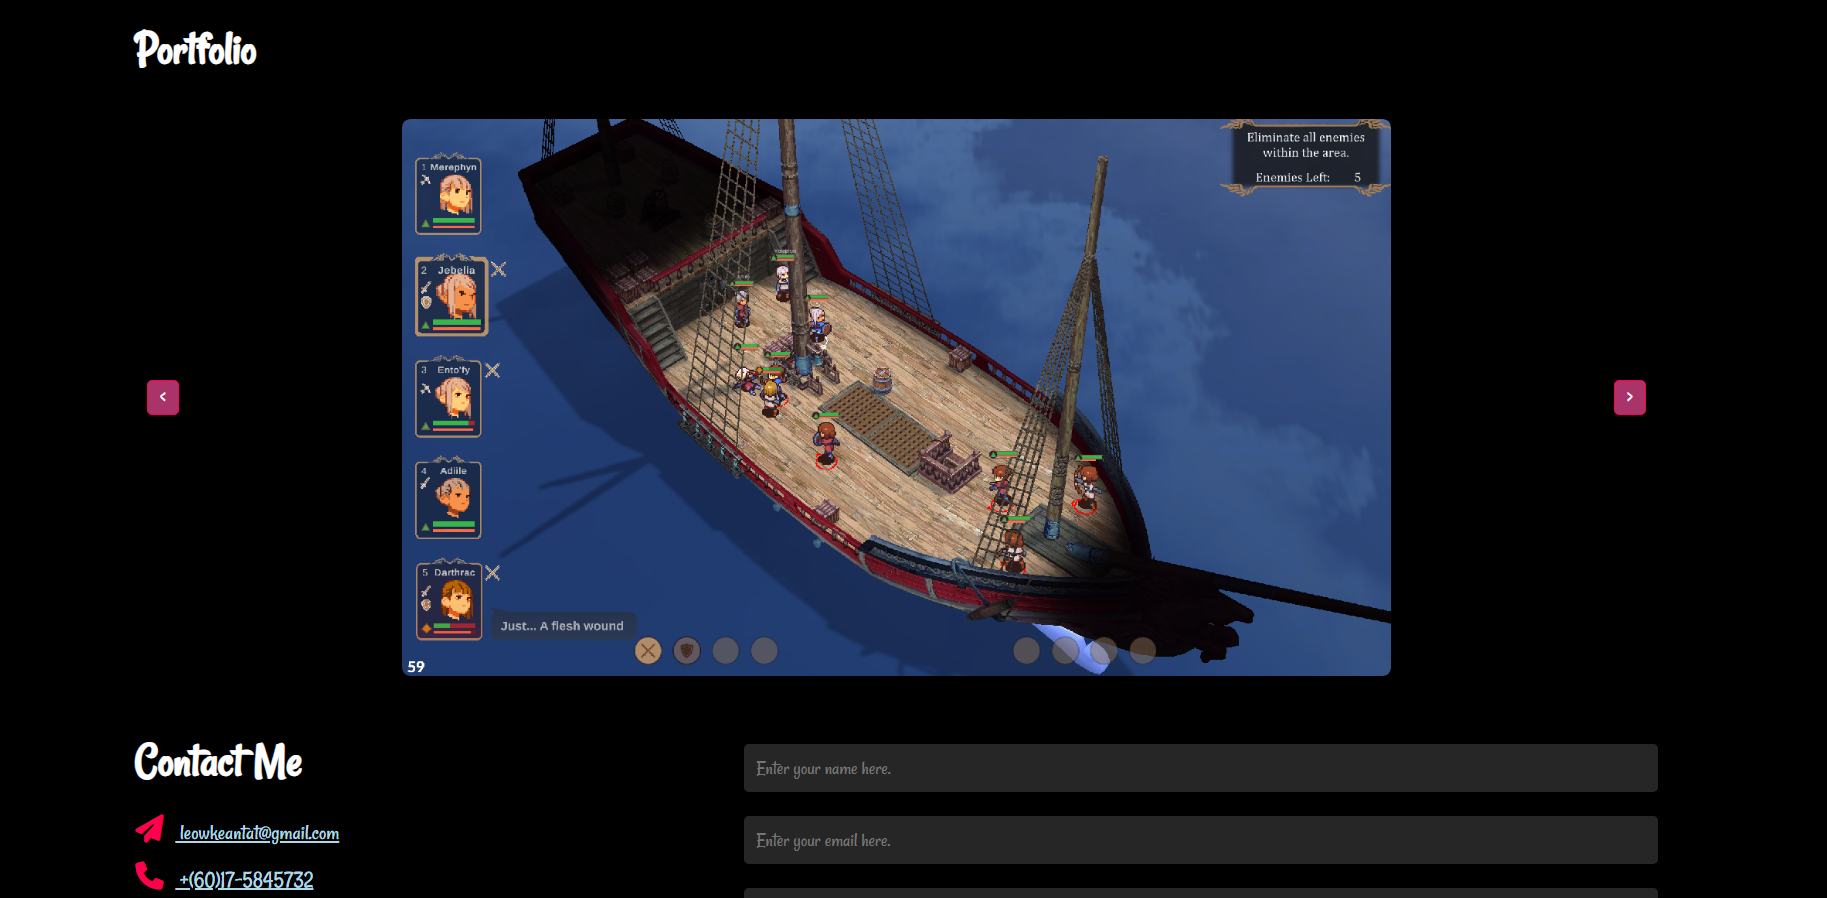 Portfolio
Eliminate all enemies
within the area.
Enemies Left: 5
1 Merephyn
2 Jebelia
3 Ento'fy
4 Adiile
5 Darthrac
Just... A flesh wound
59
<
>
Contact Me
leowkeantat@gmail.com
+(60)17-5845732
Enter your name here.
Enter your email here.